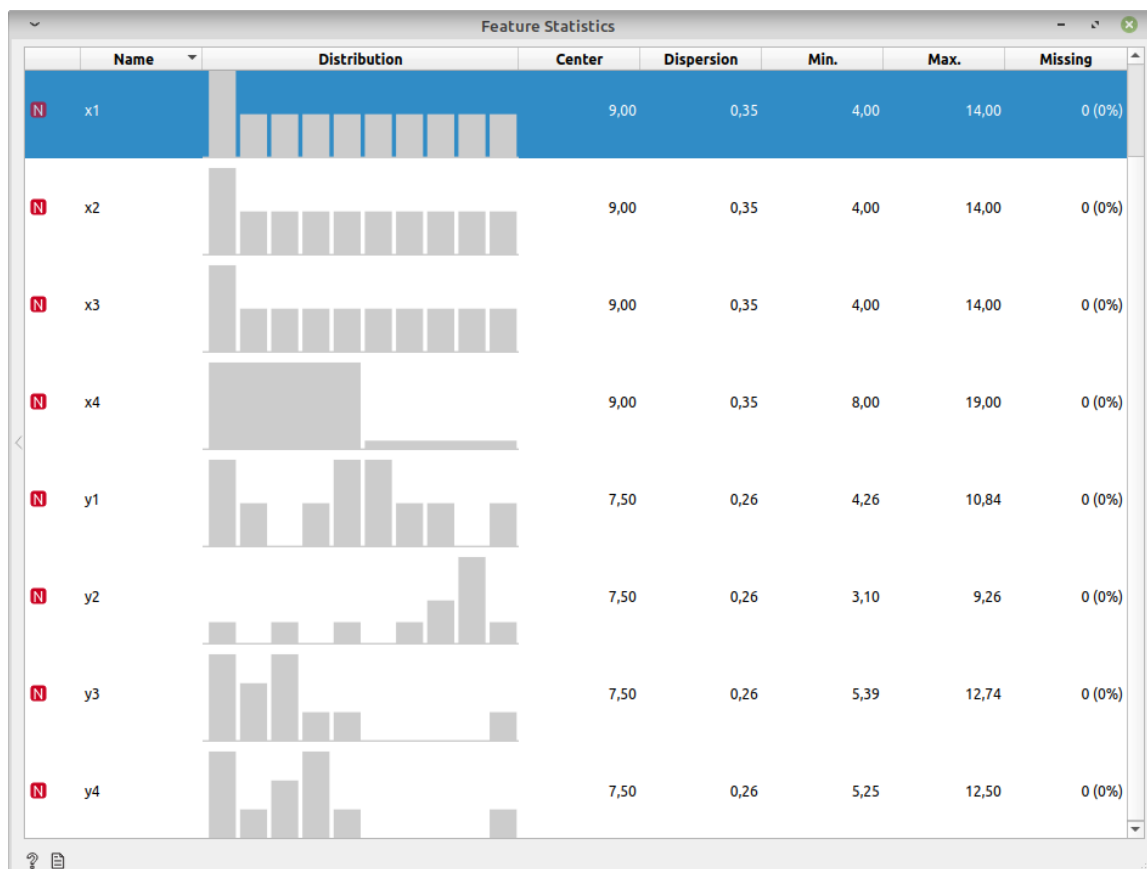 Feature Statistics
Name Distribution Center Dispersion Min. Max. Missing
N x1 9,00 0,35 4,00 14,00 0 (0%)
N x2 9,00 0,35 4,00 14,00 0 (0%)
N x3 9,00 0,35 4,00 14,00 0 (0%)
N x4 9,00 0,35 8,00 19,00 0 (0%)
N y1 7,50 0,26 4,26 10,84 0 (0%)
N y2 7,50 0,26 3,10 9,26 0 (0%)
N y3 7,50 0,26 5,39 12,74 0 (0%)
N y4 7,50 0,26 5,25 12,50 0 (0%)
?